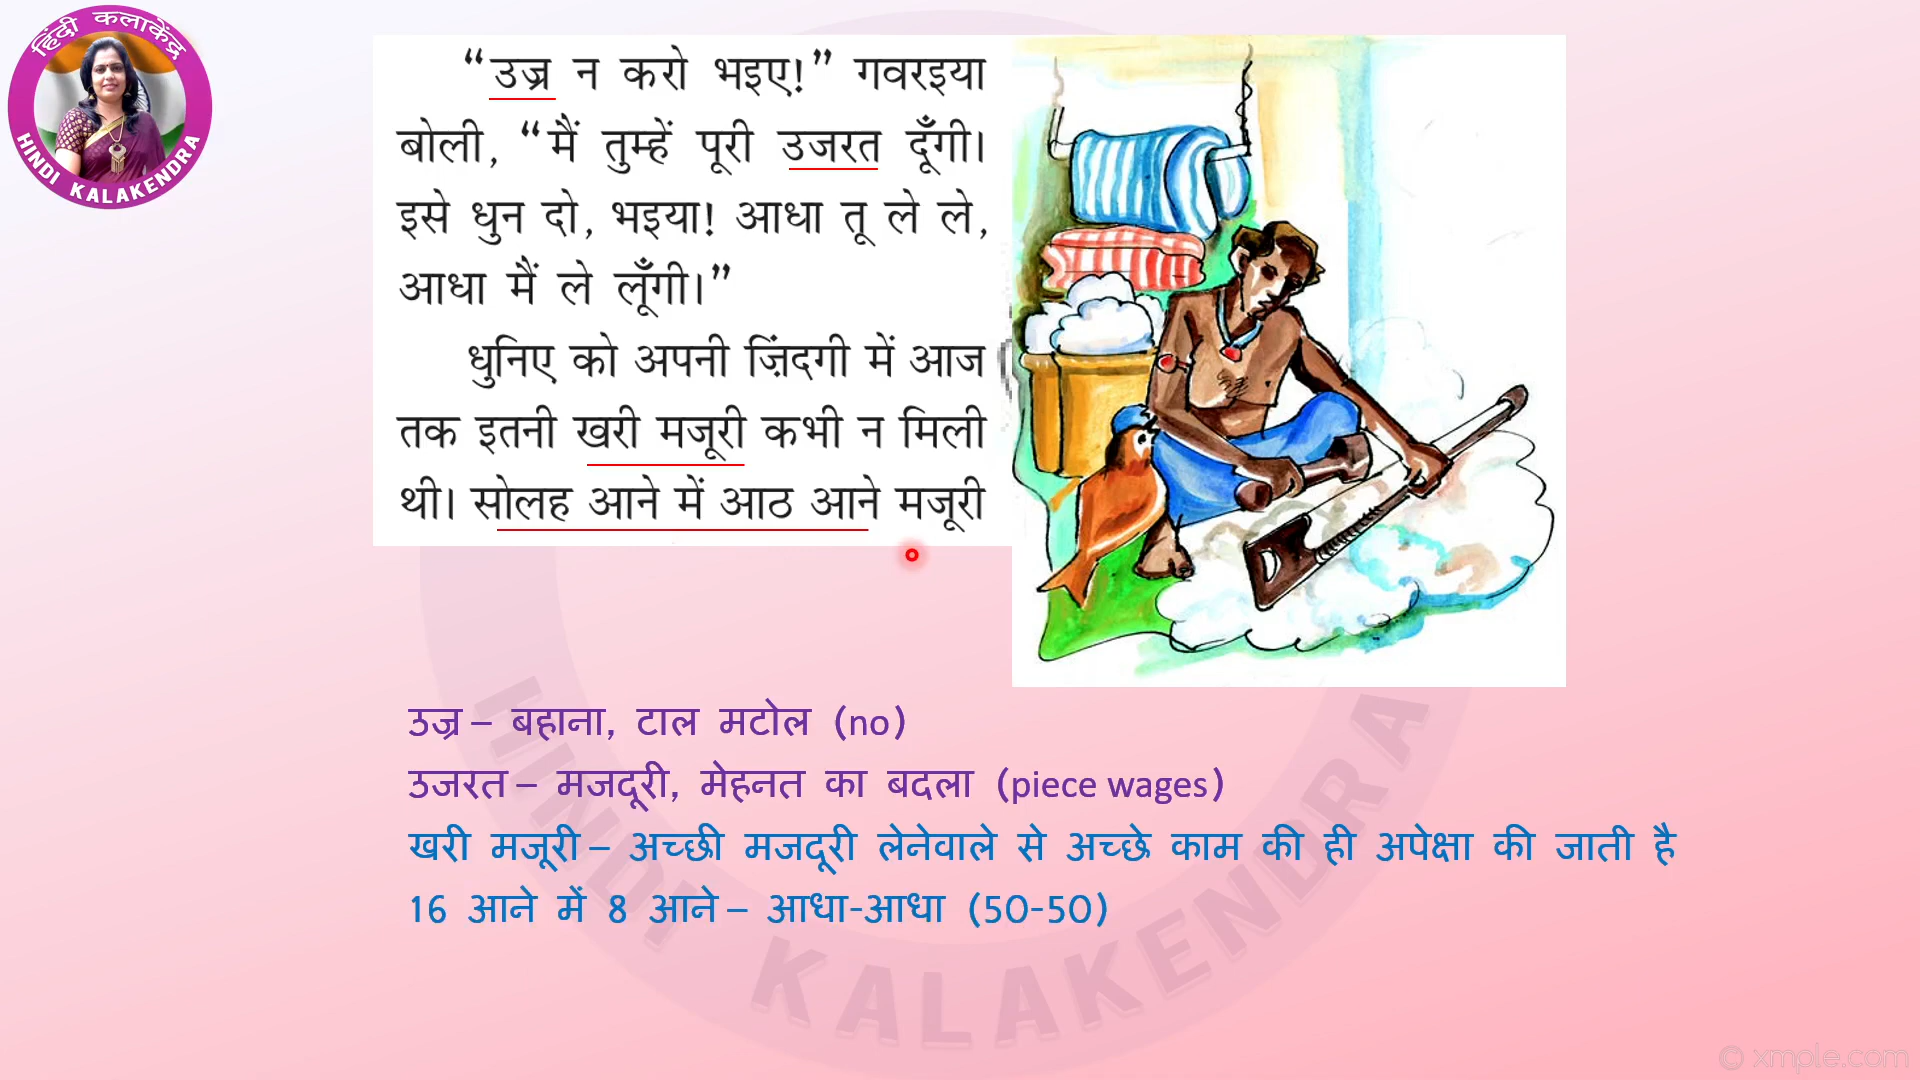 हिंदी कलाकेंद्र
HINDI KALAKENDRA
“उज्र न करो भइए!” गवरइया
बोली, “मैं तुम्हें पूरी उजरत दूँगी।
इसे धुन दो, भइया! आधा तू ले ले,
आधा मैं ले लूँगी।”
धुनिए को अपनी ज़िंदगी में आज
तक इतनी खरी मजूरी कभी न मिली
थी। सोलह आने में आठ आने मजूरी
उज्र – बहाना, टाल मटोल (no)
उजरत – मजदूरी, मेहनत का बदला (piece wages)
खरी मजूरी – अच्छी मजदूरी लेनेवाले से अच्छे काम की ही अपेक्षा की जाती है
16 आने में 8 आने – आधा-आधा (50-50)
HINDI KALAKENDRA
© xmple.com